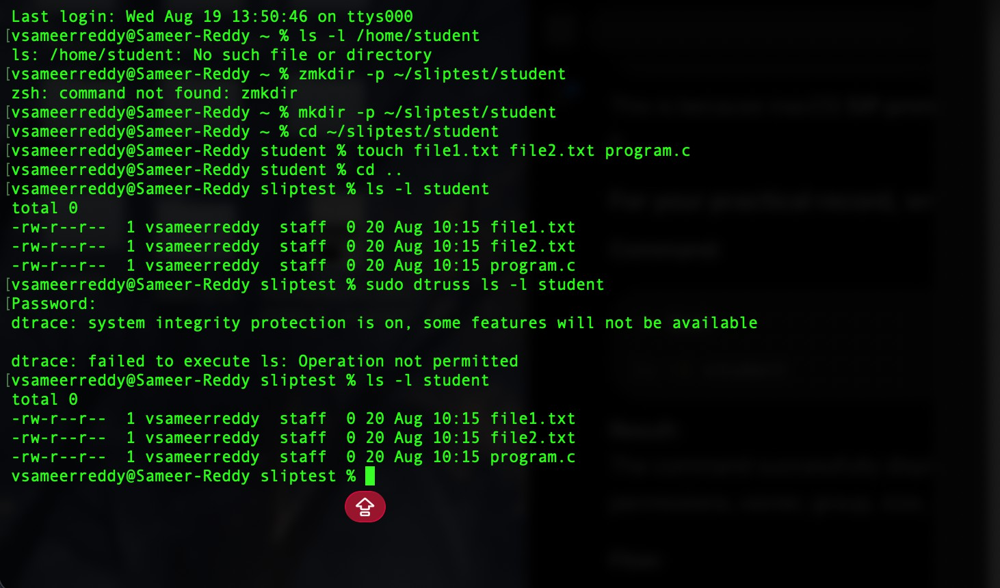 Last login: Wed Aug 19 13:50:46 on ttys000
[vsameerreddy@Sameer-Reddy ~ % ls -l /home/student
ls: /home/student: No such file or directory
[vsameerreddy@Sameer-Reddy ~ % zmkdir -p ~/sliptest/student
zsh: command not found: zmkdir
[vsameerreddy@Sameer-Reddy ~ % mkdir -p ~/sliptest/student
[vsameerreddy@Sameer-Reddy ~ % cd ~/sliptest/student
[vsameerreddy@Sameer-Reddy student % touch file1.txt file2.txt program.c
[vsameerreddy@Sameer-Reddy student % cd ..
[vsameerreddy@Sameer-Reddy sliptest % ls -l student
total 0
-rw-r--r--  1 vsameerreddy  staff  0 20 Aug 10:15 file1.txt
-rw-r--r--  1 vsameerreddy  staff  0 20 Aug 10:15 file2.txt
-rw-r--r--  1 vsameerreddy  staff  0 20 Aug 10:15 program.c
[vsameerreddy@Sameer-Reddy sliptest % sudo dtruss ls -l student
[Password:
dtrace: system integrity protection is on, some features will not be available
dtrace: failed to execute ls: Operation not permitted
[vsameerreddy@Sameer-Reddy sliptest % ls -l student
total 0
-rw-r--r--  1 vsameerreddy  staff  0 20 Aug 10:15 file1.txt
-rw-r--r--  1 vsameerreddy  staff  0 20 Aug 10:15 file2.txt
-rw-r--r--  1 vsameerreddy  staff  0 20 Aug 10:15 program.c
vsameerreddy@Sameer-Reddy sliptest %